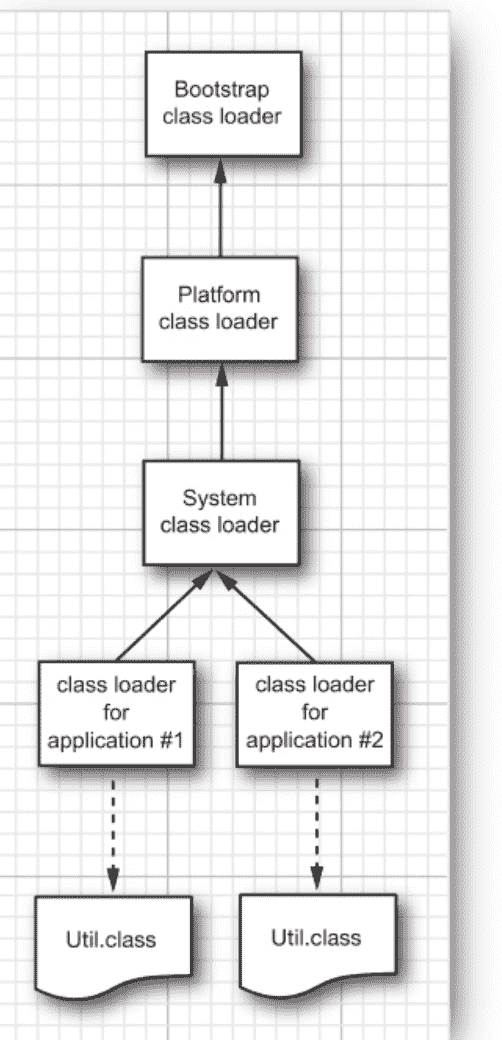 Bootstrap
class loader
Platform
class loader
System
class loader
class loader
for
application #1
class loader
for
application #2
Util.class
Util.class